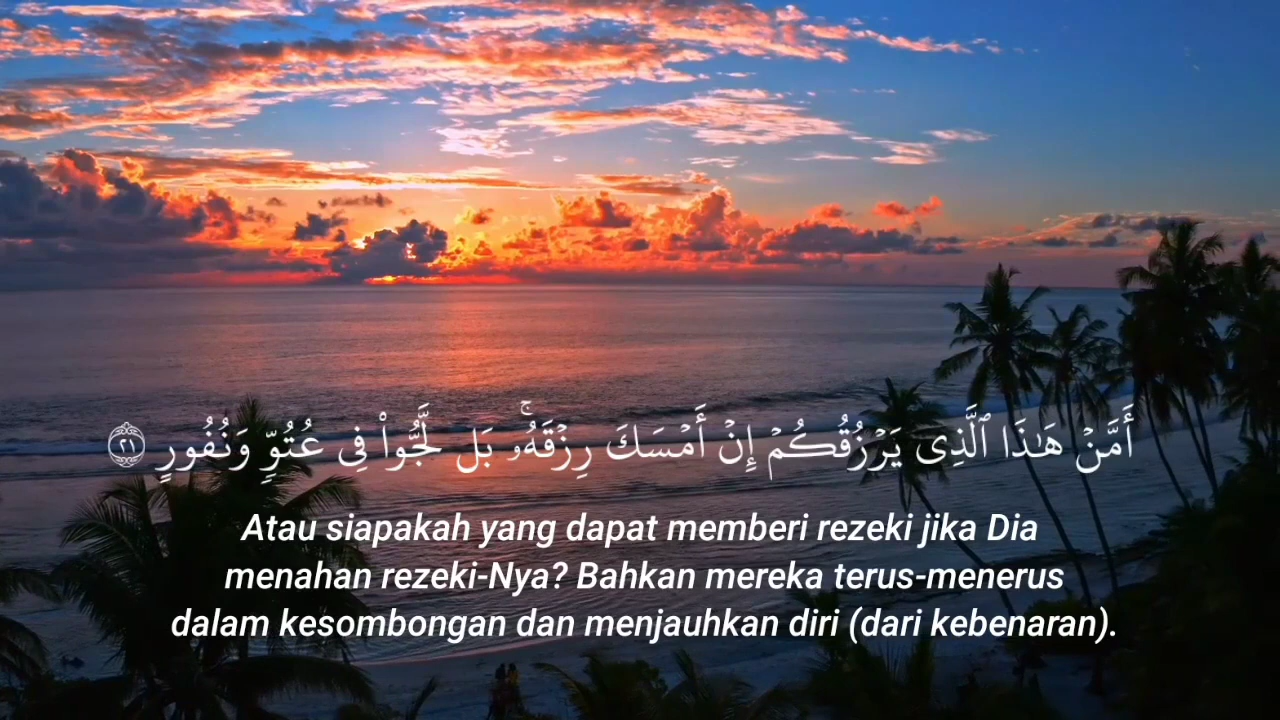 أَمَّنۡ هَـٰذَا ٱلَّذِی یَرۡزُقُكُمۡ إِنۡ أَمۡسَكَ رِزۡقَهُۥۚ بَل لَّجُّوا۟ فِی عُتُوࣲّ وَنُفُورٍ ٢١
Atau siapakah yang dapat memberi rezeki jika Dia
menahan rezeki-Nya? Bahkan mereka terus-menerus
dalam kesombongan dan menjauhkan diri (dari kebenaran).